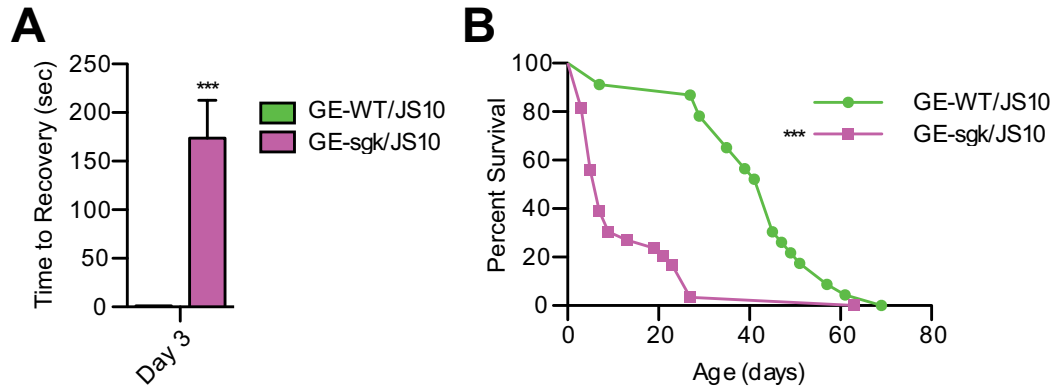 A
Time to Recovery (sec)
250
200
150
100
50
0
***
Day 3
GE-WT/JS10
GE-sgk/JS10
B
Percent Survival
100
80
60
40
20
0
0 20 40 60 80
Age (days)
GE-WT/JS10
*** GE-sgk/JS10